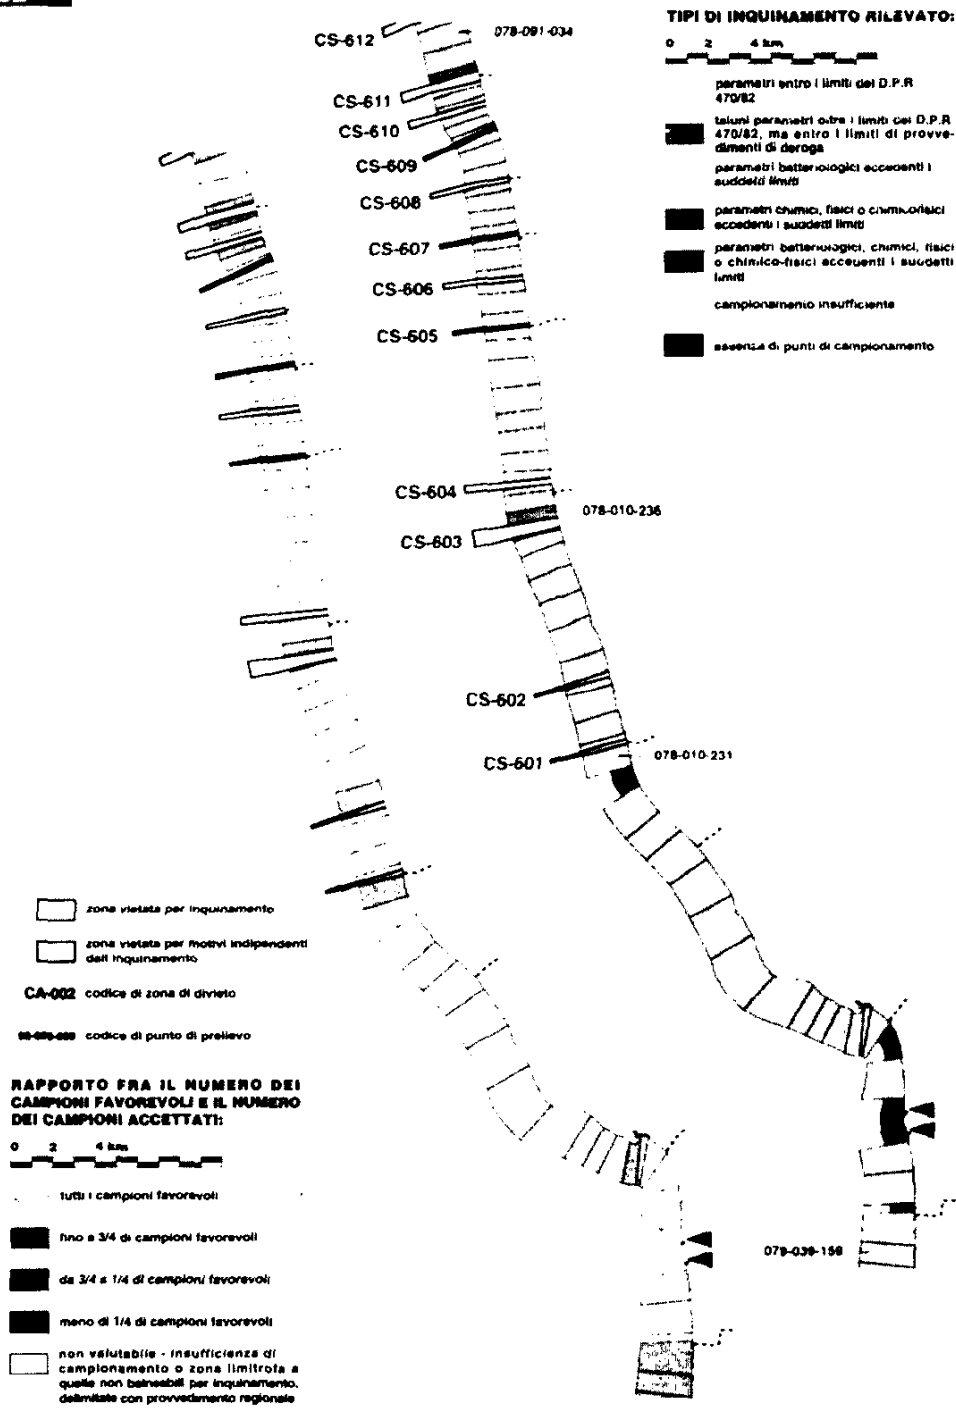 TIPI DI INQUINAMENTO RILEVATO:
0 2 4 km
parametri entro i limiti del D.P.R
470/82
taluni parametri oltre i limiti del D.P.R
470/82, ma entro i limiti di provve-
dimenti di deroga
parametri batteriologici eccedenti i
suddetti limiti
parametri chimici, fisici o chimicofisici
eccedenti i suddetti limiti
parametri batteriologici, chimici, fisici
o chimico-fisici eccedenti i suddetti
limiti
campionamento insufficiente
assenza di punti di campionamento
CS-612
078-091-034
CS-611
CS-610
CS-609
CS-608
CS-607
CS-606
CS-605
CS-604
078-010-236
CS-603
CS-602
CS-601
078-010-231
079-039-159
zona vietata per inquinamento
zona vietata per motivi indipendenti
dall inquinamento
CA-002 codice di zona di divieto
codice di punto di prelievo
RAPPORTO FRA IL NUMERO DEI
CAMPIONI FAVOREVOLI E IL NUMERO
DEI CAMPIONI ACCETTATI:
0 2 4 km
tutti i campioni favorevoli
fino a 3/4 di campioni favorevoli
da 3/4 a 1/4 di campioni favorevoli
meno di 1/4 di campioni favorevoli
non valutabile - insufficienza di
campionamento o zona limitrofa a
quelle non balneabili per inquinamento,
delimitate con provvedimento regionale